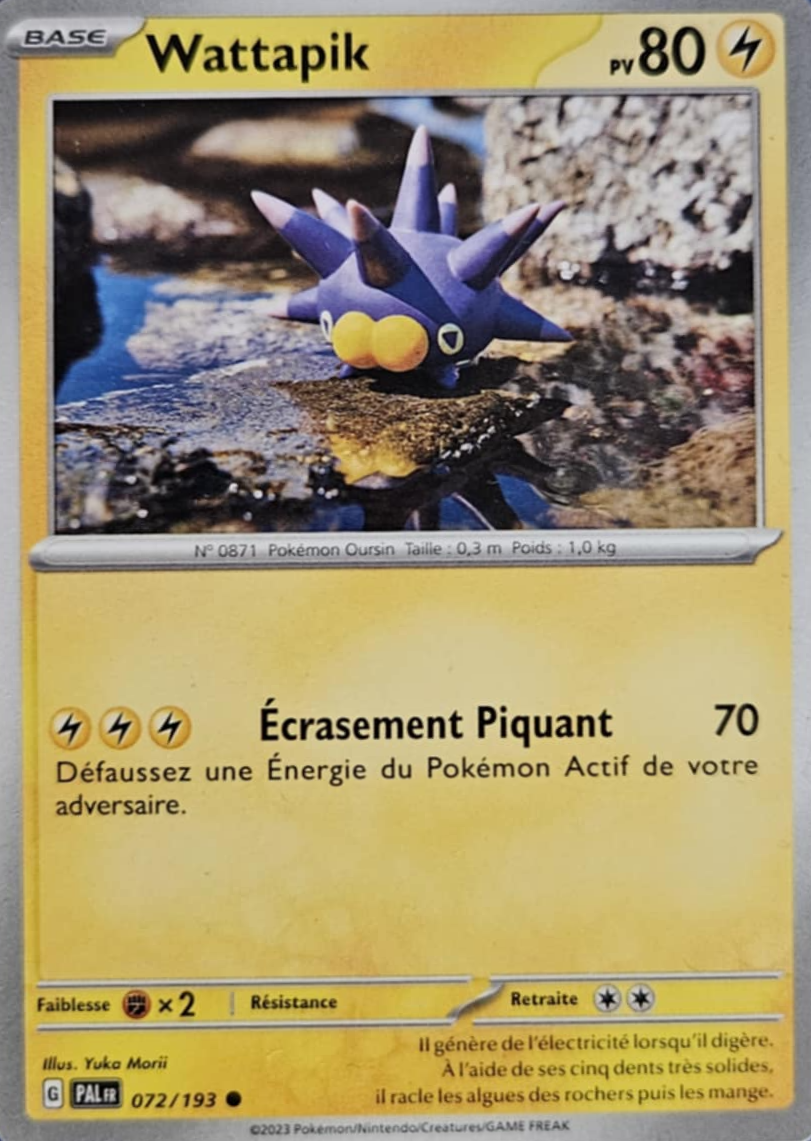 BASE
Wattapik
PV 80
N° 0871 Pokémon Oursin Taille : 0,3 m Poids : 1,0 kg
Écrasement Piquant 70
Défaussez une Énergie du Pokémon Actif de votre
adversaire.
Faiblesse ×2 Résistance Retraite
Il génère de l'électricité lorsqu'il digère.
À l'aide de ses cinq dents très solides,
il racle les algues des rochers puis les mange.
Illus. Yuka Morii
G PAL FR 072/193
©2023 Pokémon/Nintendo/Creatures/GAME FREAK